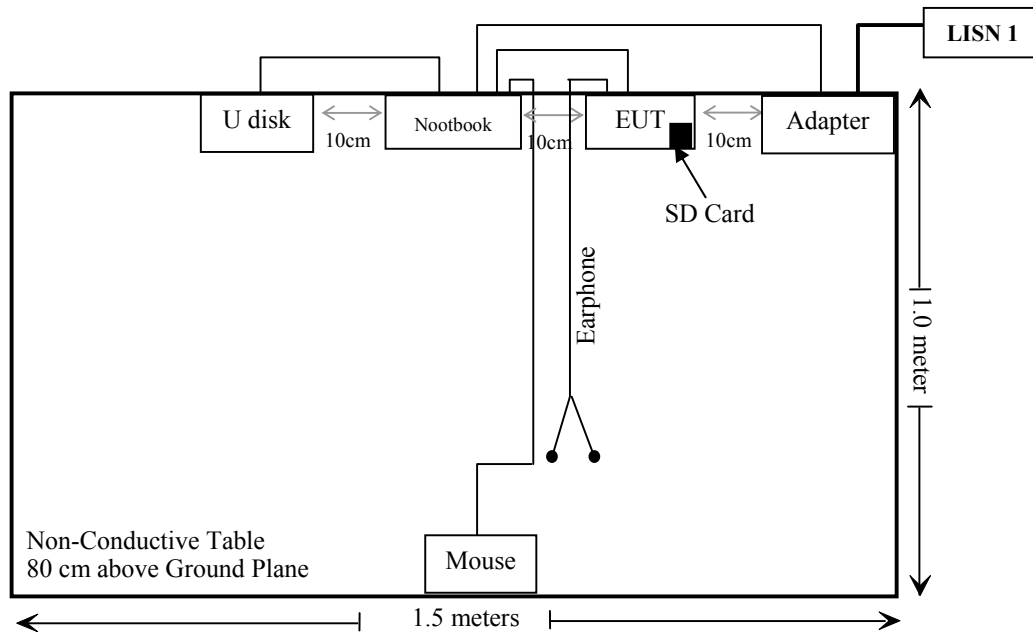 LISN 1
U disk
Nootbook
EUT
Adapter
10cm
10cm
10cm
SD Card
Earphone
1.0 meter
Non-Conductive Table
80 cm above Ground Plane
Mouse
1.5 meters